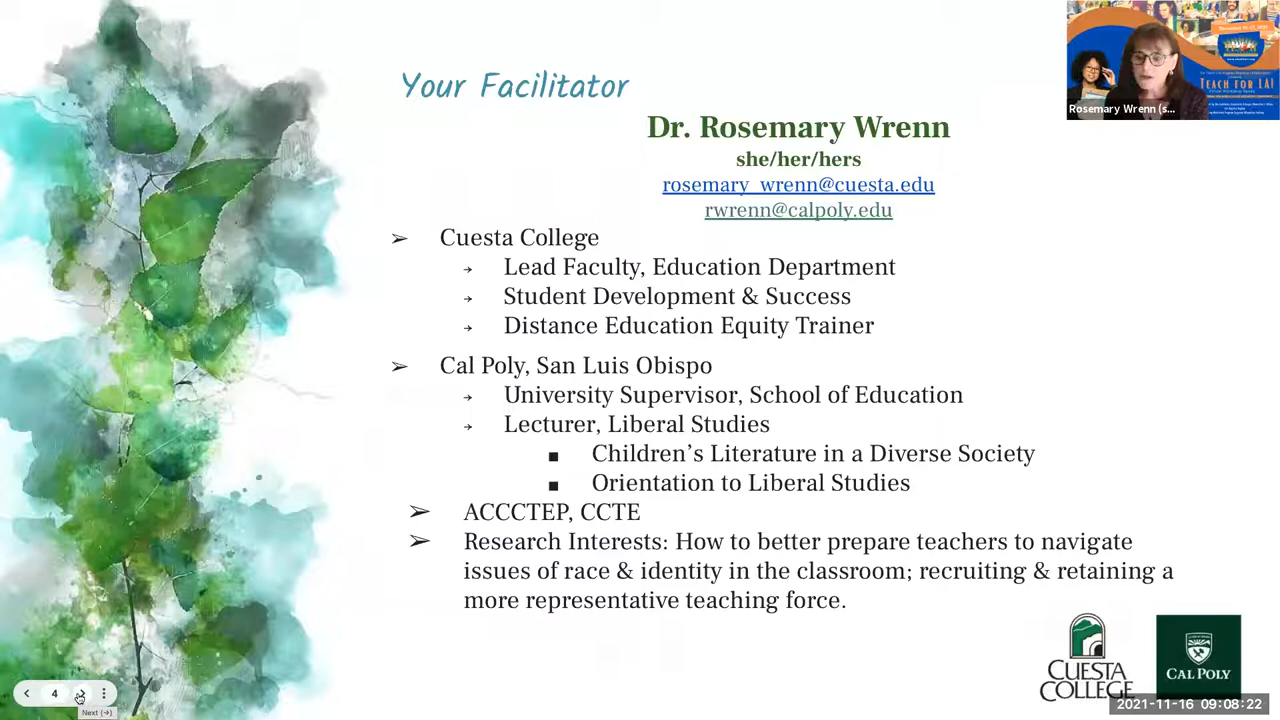 Your Facilitator
Dr. Rosemary Wrenn
she/her/hers
rosemary_wrenn@cuesta.edu
rwrenn@calpoly.edu
➢ Cuesta College
→ Lead Faculty, Education Department
→ Student Development & Success
→ Distance Education Equity Trainer
➢ Cal Poly, San Luis Obispo
→ University Supervisor, School of Education
→ Lecturer, Liberal Studies
■ Children’s Literature in a Diverse Society
■ Orientation to Liberal Studies
➢ ACCCTEP, CCTE
➢ Research Interests: How to better prepare teachers to navigate
issues of race & identity in the classroom; recruiting & retaining a
more representative teaching force.
TEACH FOR LA!
Rosemary Wrenn (s...
CUESTA
COLLEGE
CAL POLY
2021-11-16 09:08:22
4
Next (→)